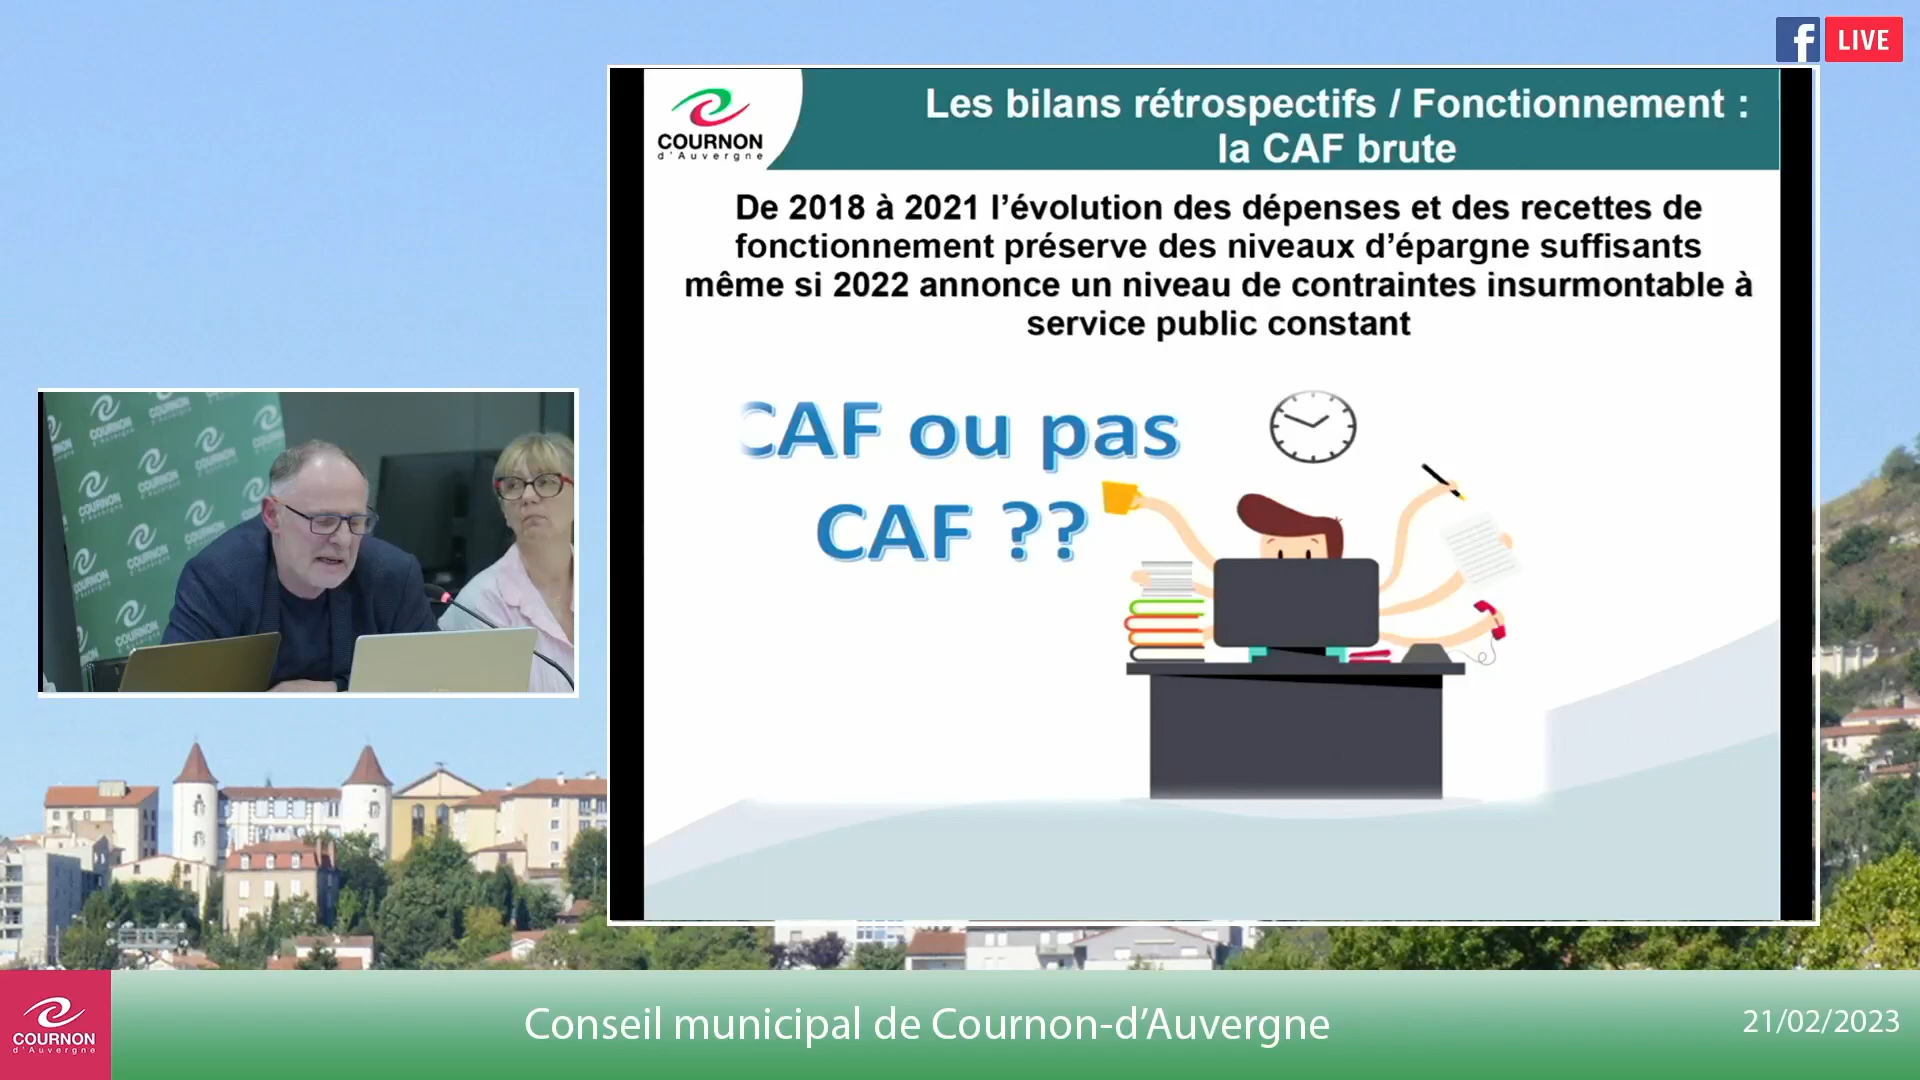 f LIVE
COURNON
d'Auvergne
Les bilans rétrospectifs / Fonctionnement :
la CAF brute
De 2018 à 2021 l’évolution des dépenses et des recettes de
fonctionnement préserve des niveaux d’épargne suffisants
même si 2022 annonce un niveau de contraintes insurmontable à
service public constant
CAF ou pas
CAF ??
COURNON
d'Auvergne
Conseil municipal de Cournon-d’Auvergne
21/02/2023